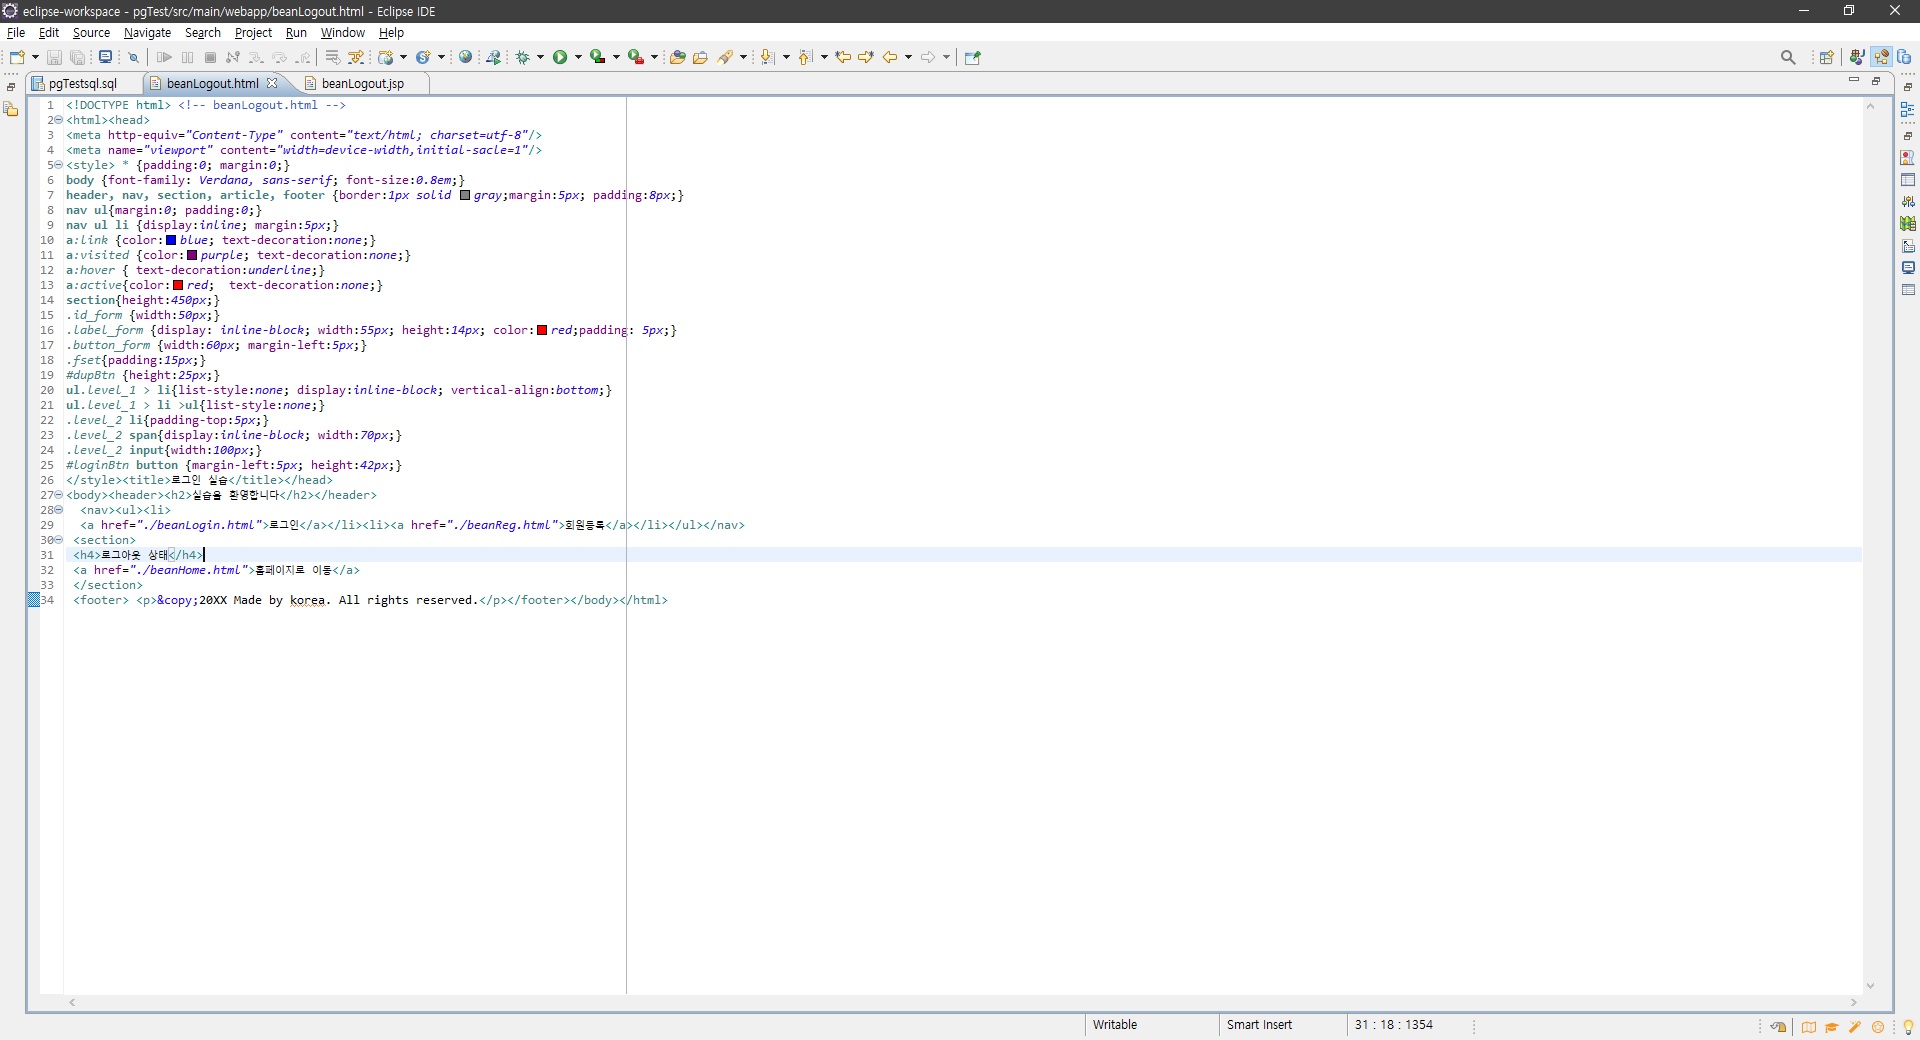 eclipse-workspace - pgTest/src/main/webapp/beanLogout.html - Eclipse IDE
File Edit Source Navigate Search Project Run Window Help
pgTestsql.sql beanLogout.html beanLogout.jsp
1 <!DOCTYPE html> <!-- beanLogout.html -->
2 <html><head>
3 <meta http-equiv="Content-Type" content="text/html; charset=utf-8"/>
4 <meta name="viewport" content="width=device-width,initial-sacle=1"/>
5 <style> * {padding:0; margin:0;}
6 body {font-family: Verdana, sans-serif; font-size:0.8em;}
7 header, nav, section, article, footer {border:1px solid gray;margin:5px; padding:8px;}
8 nav ul{margin:0; padding:0;}
9 nav ul li {display:inline; margin:5px;}
10 a:link {color:blue; text-decoration:none;}
11 a:visited {color:purple; text-decoration:none;}
12 a:hover { text-decoration:underline;}
13 a:active{color:red;  text-decoration:none;}
14 section{height:450px;}
15 .id_form {width:50px;}
16 .label_form {display: inline-block; width:55px; height:14px; color:red;padding: 5px;}
17 .button_form {width:60px; margin-left:5px;}
18 .fset{padding:15px;}
19 #dupBtn {height:25px;}
20 ul.level_1 > li{list-style:none; display:inline-block; vertical-align:bottom;}
21 ul.level_1 > li >ul{list-style:none;}
22 .level_2 li{padding-top:5px;}
23 .level_2 span{display:inline-block; width:70px;}
24 .level_2 input{width:100px;}
25 #loginBtn button {margin-left:5px; height:42px;}
26 </style><title>로그인 실습</title></head>
27 <body><header><h2>실습을 환영합니다</h2></header>
28 <nav><ul><li>
29 <a href="./beanLogin.html">로그인</a></li><li><a href="./beanReg.html">회원등록</a></li></ul></nav>
30 <section>
31 <h4>로그아웃 상태</h4>
32 <a href="./beanHome.html">홈페이지로 이동</a>
33 </section>
34 <footer> <p>&copy;20XX Made by korea. All rights reserved.</p></footer></body></html>
Writable Smart Insert 31 : 18 : 1354